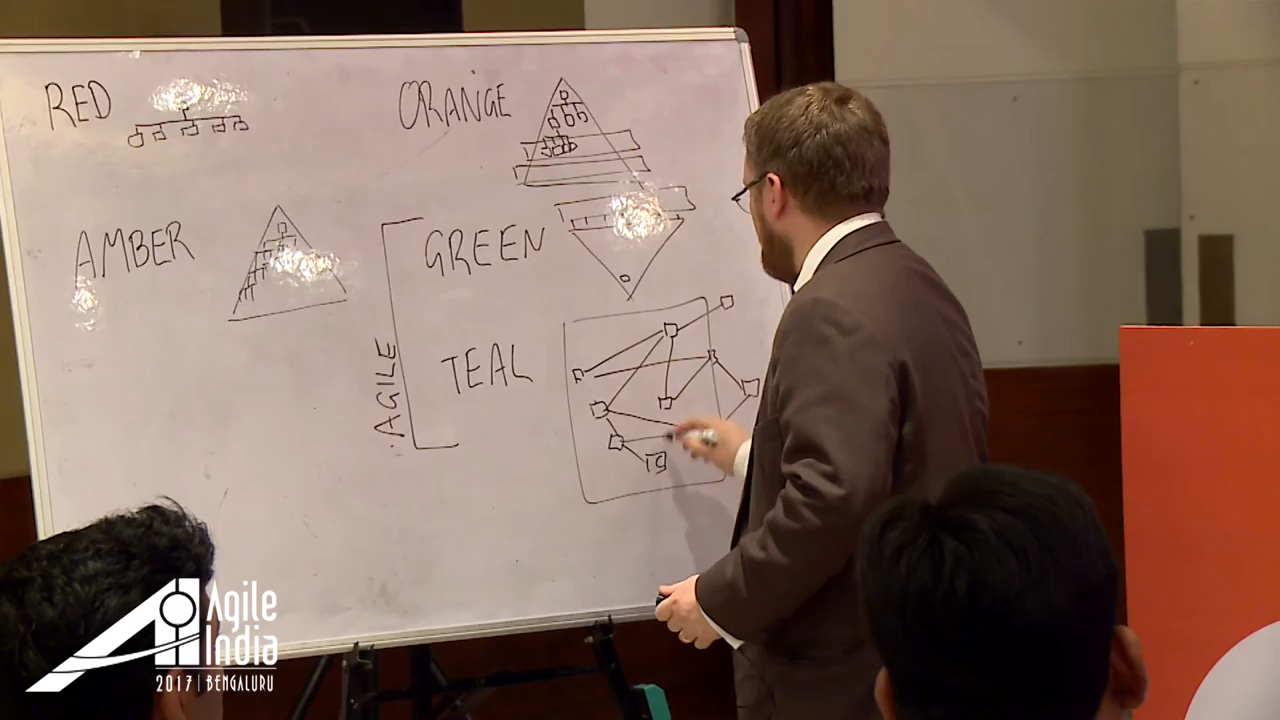 RED
ORANGE
AMBER
GREEN
AGILE
TEAL
Agile
India
2017 | BENGALURU